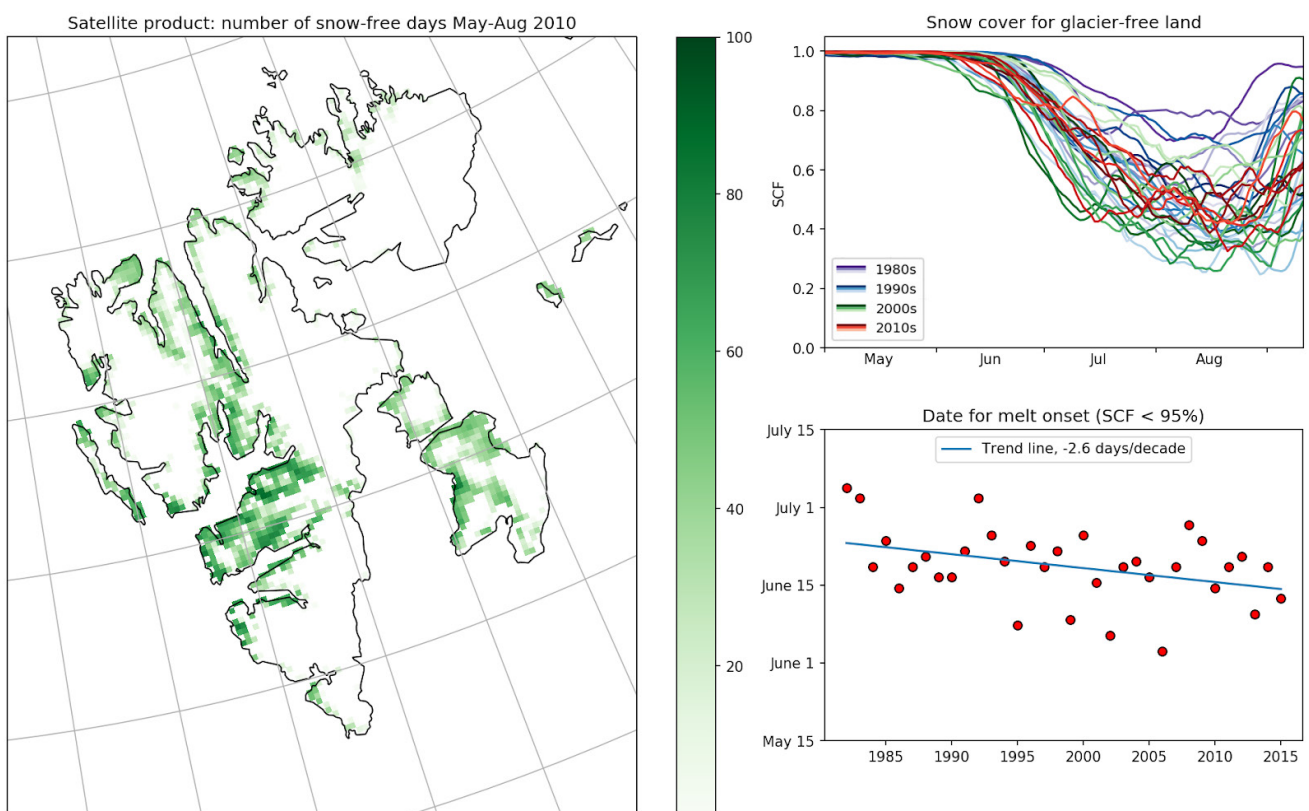 Satellite product: number of snow-free days May-Aug 2010
100
80
60
40
20
Snow cover for glacier-free land
SCF
1.0
0.8
0.6
0.4
0.2
0.0
1980s
1990s
2000s
2010s
May Jun Jul Aug
Date for melt onset (SCF < 95%)
Trend line, -2.6 days/decade
July 15
July 1
June 15
June 1
May 15
1985 1990 1995 2000 2005 2010 2015